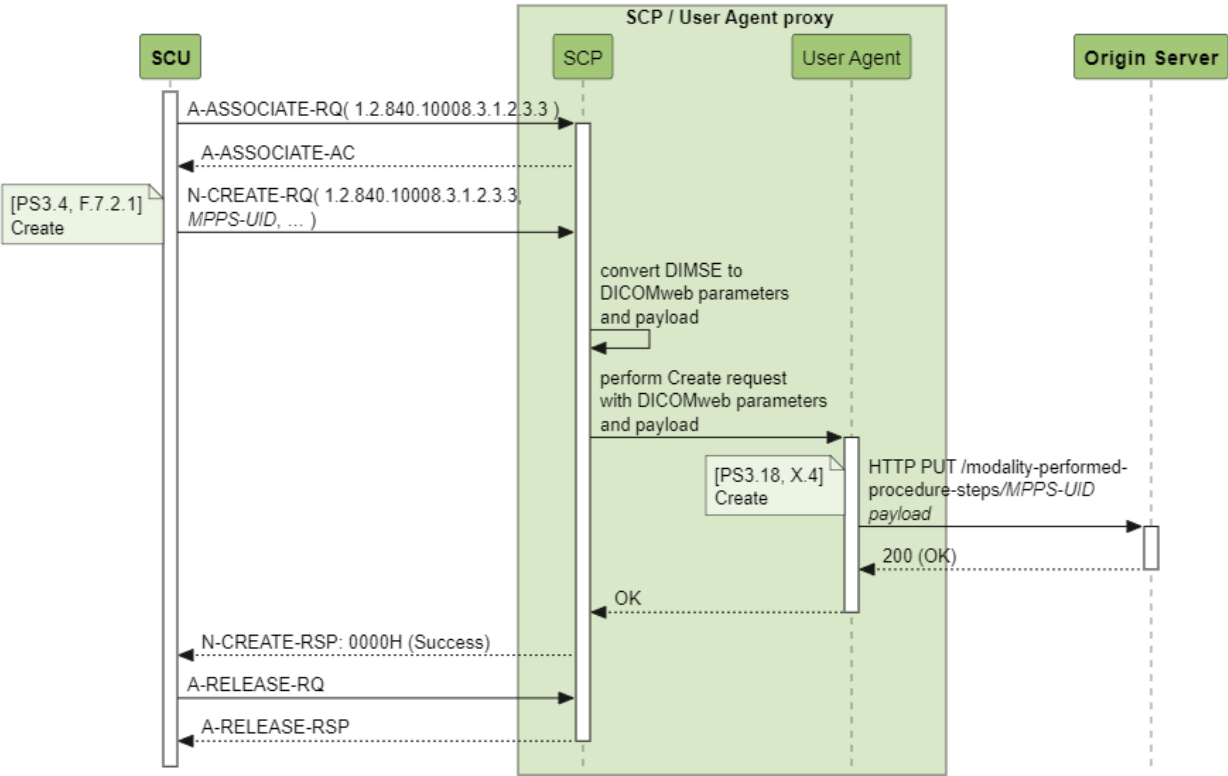 SCP / User Agent proxy
SCU
SCP
User Agent
Origin Server
A-ASSOCIATE-RQ( 1.2.840.10008.3.1.2.3.3 )
A-ASSOCIATE-AC
[PS3.4, F.7.2.1]
Create
N-CREATE-RQ( 1.2.840.10008.3.1.2.3.3,
MPPS-UID, ... )
convert DIMSE to
DICOMweb parameters
and payload
perform Create request
with DICOMweb parameters
and payload
[PS3.18, X.4]
Create
HTTP PUT /modality-performed-
procedure-steps/MPPS-UID
payload
200 (OK)
OK
N-CREATE-RSP: 0000H (Success)
A-RELEASE-RQ
A-RELEASE-RSP